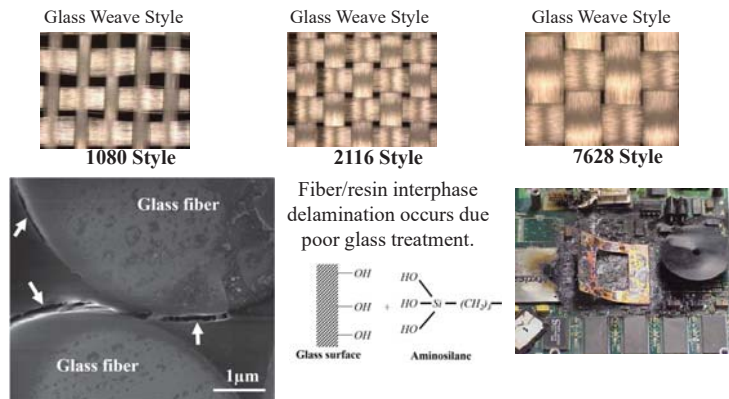 Glass Weave Style
Glass Weave Style
Glass Weave Style
1080 Style
2116 Style
7628 Style
Glass fiber
Glass fiber
1μm
Fiber/resin interphase
delamination occurs due
poor glass treatment.
OH
OH
OH
Glass surface
+
HO
HO Si (CH2)3
HO
Aminosilane